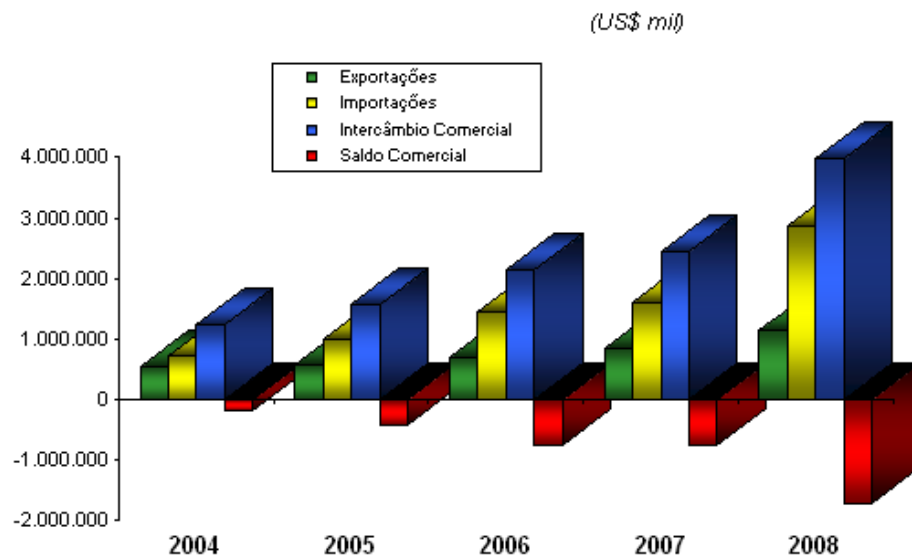 (US$ mil)
Exportações
Importações
Intercâmbio Comercial
Saldo Comercial
4.000.000
3.000.000
2.000.000
1.000.000
0
-1.000.000
-2.000.000
2004 2005 2006 2007 2008